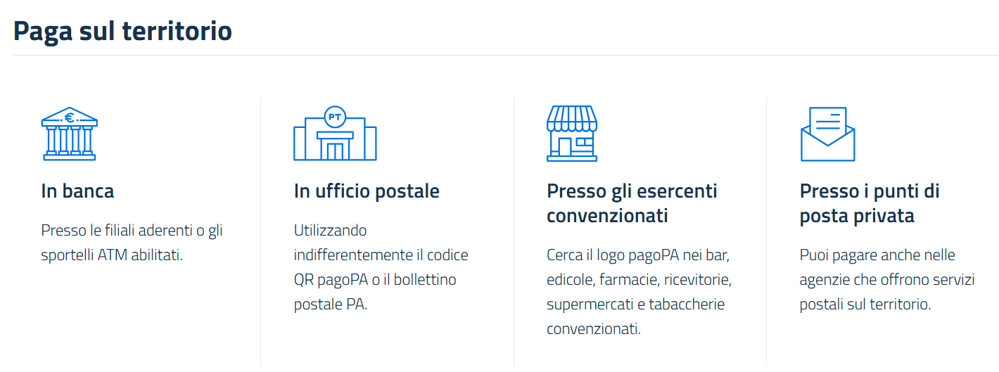 Paga sul territorio
€
In banca
Presso le filiali aderenti o gli
sportelli ATM abilitati.
PT
In ufficio postale
Utilizzando
indifferentemente il codice
QR pagoPA o il bollettino
postale PA.
Presso gli esercenti
convenzionati
Cerca il logo pagoPA nei bar,
edicole, farmacie, ricevitorie,
supermercati e tabaccherie
convenzionati.
Presso i punti di
posta privata
Puoi pagare anche nelle
agenzie che offrono servizi
postali sul territorio.